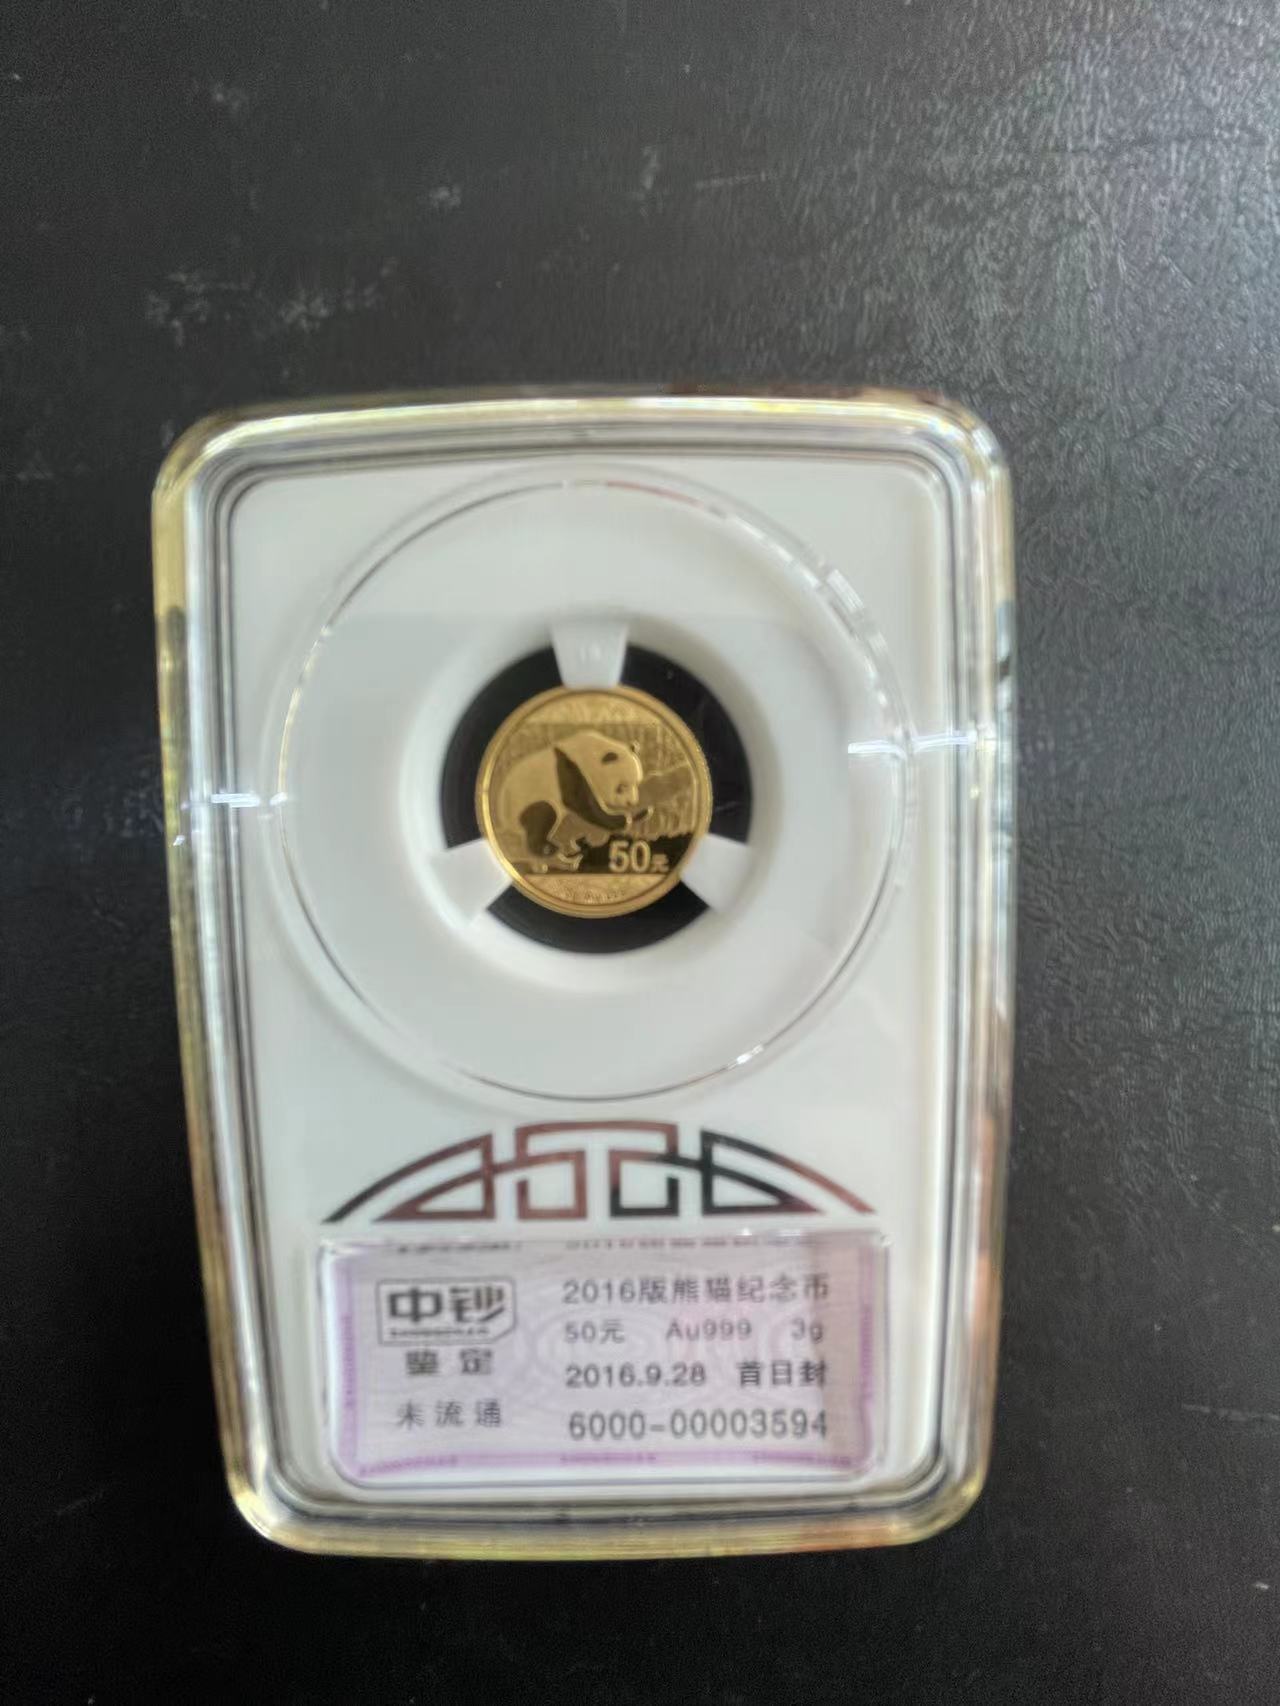 50元
中钞
鉴定
未流通
2016版熊猫纪念币
50元 Au999 3g
2016.9.28 首日封
6000-00003594